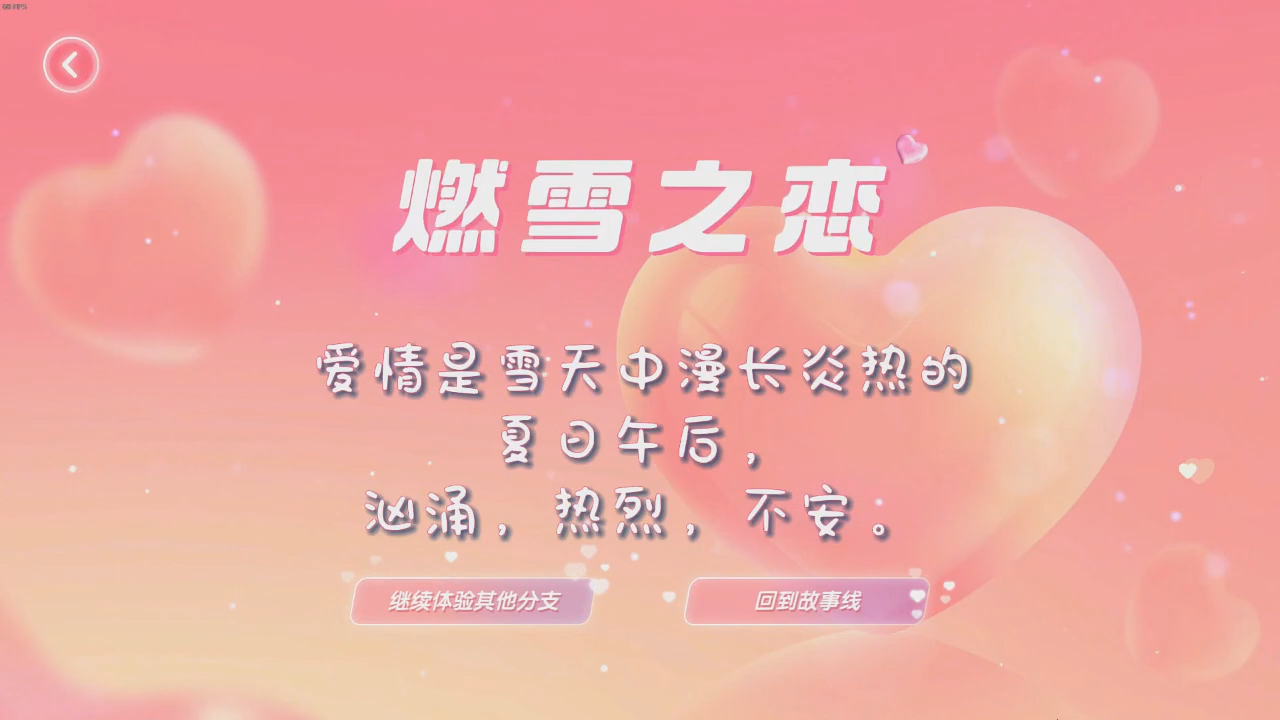 60 FPS
燃雪之恋
爱情是雪天中漫长炎热的
夏日午后，
汹涌，热烈，不安。
继续体验其他分支
回到故事线